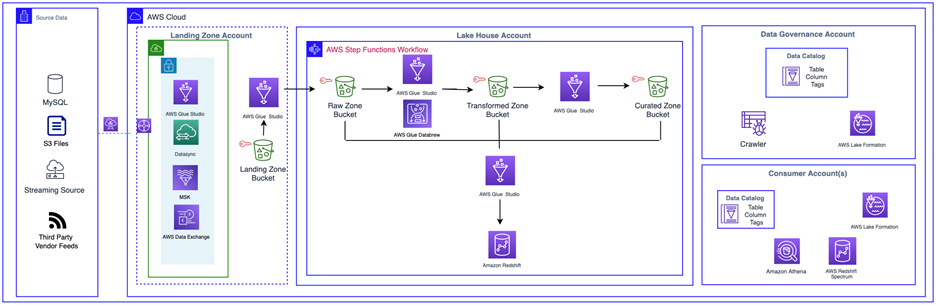 Source Data
MySQL
S3 Files
Streaming Source
Third Party
Vendor Feeds
AWS Cloud
Landing Zone Account
AWS Glue Studio
Datasync
MSK
AWS Data Exchange
AWS Glue Studio
Landing Zone
Bucket
Lake House Account
AWS Step Functions Workflow
Raw Zone
Bucket
AWS Glue Studio
AWS Glue Databrew
Transformed Zone
Bucket
AWS Glue Studio
Curated Zone
Bucket
AWS Glue Studio
Amazon Redshift
Data Governance Account
Data Catalog
Table
Column
Tags
Crawler
AWS Lake Formation
Consumer Account(s)
Data Catalog
Table
Column
Tags
AWS Lake Formation
Amazon Athena
AWS Redshift
Spectrum